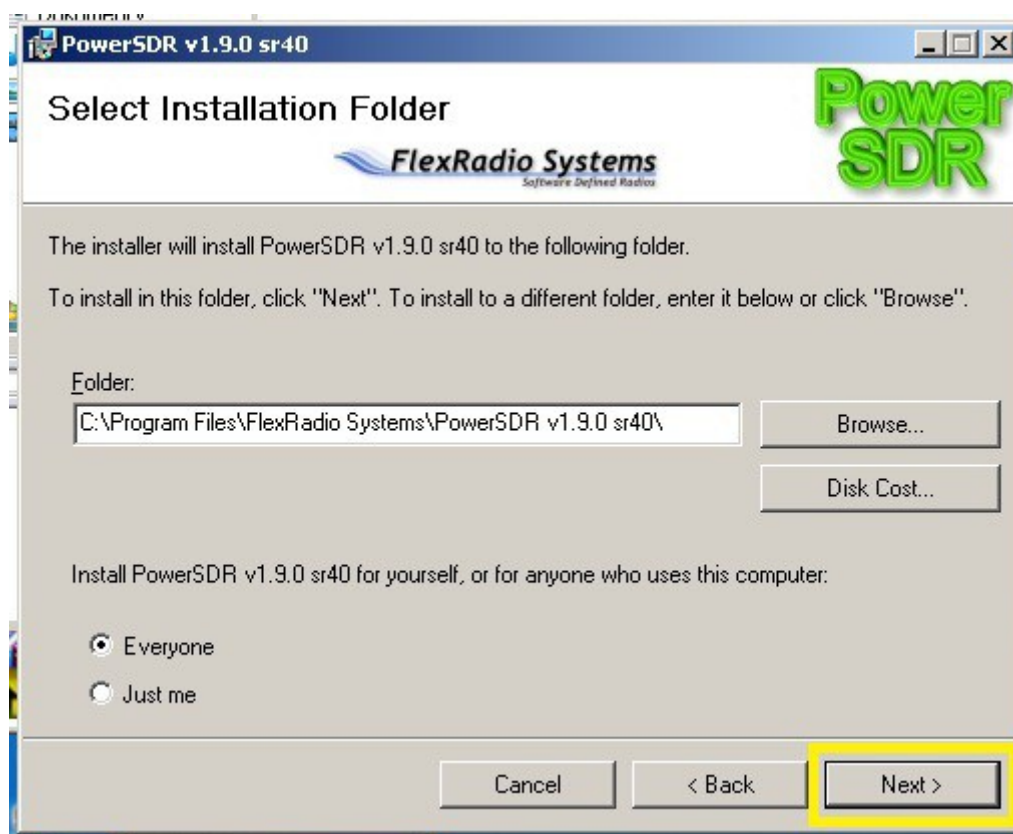 Dokumenty
PowerSDR v1.9.0 sr40
Select Installation Folder
Power
SDR
FlexRadio Systems
Software Defined Radios
The installer will install PowerSDR v1.9.0 sr40 to the following folder.
To install in this folder, click "Next". To install to a different folder, enter it below or click "Browse".
Folder:
C:\Program Files\FlexRadio Systems\PowerSDR v1.9.0 sr40\
Browse...
Disk Cost...
Install PowerSDR v1.9.0 sr40 for yourself, or for anyone who uses this computer:
Everyone
Just me
Cancel
< Back
Next >